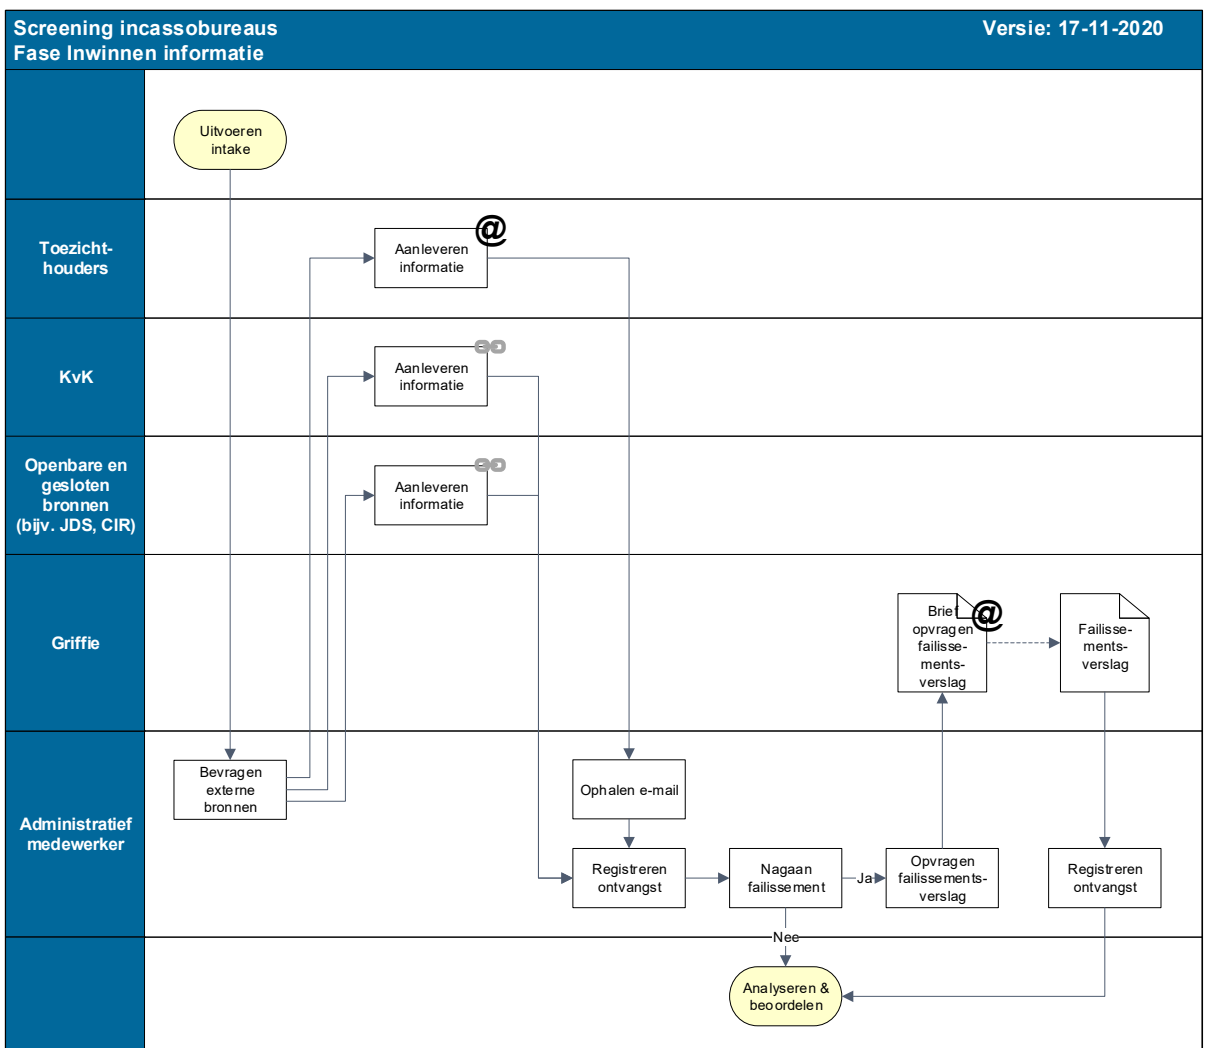 Screening incassobureaus
Fase Inwinnen informatie
Versie: 17-11-2020
Uitvoeren
intake
Toezicht-
houders
Aanleveren
informatie
@
KvK
Aanleveren
informatie
Openbare en
gesloten
bronnen
(bijv. JDS, CIR)
Aanleveren
informatie
Griffie
Brief
opvragen
failisse-
ments-
verslag
@
Failisse-
ments-
verslag
Administratief
medewerker
Bevragen
externe
bronnen
Ophalen e-mail
Registreren
ontvangst
Nagaan
failissement
Ja
Opvragen
failissements-
verslag
Registreren
ontvangst
Nee
Analyseren &
beoordelen